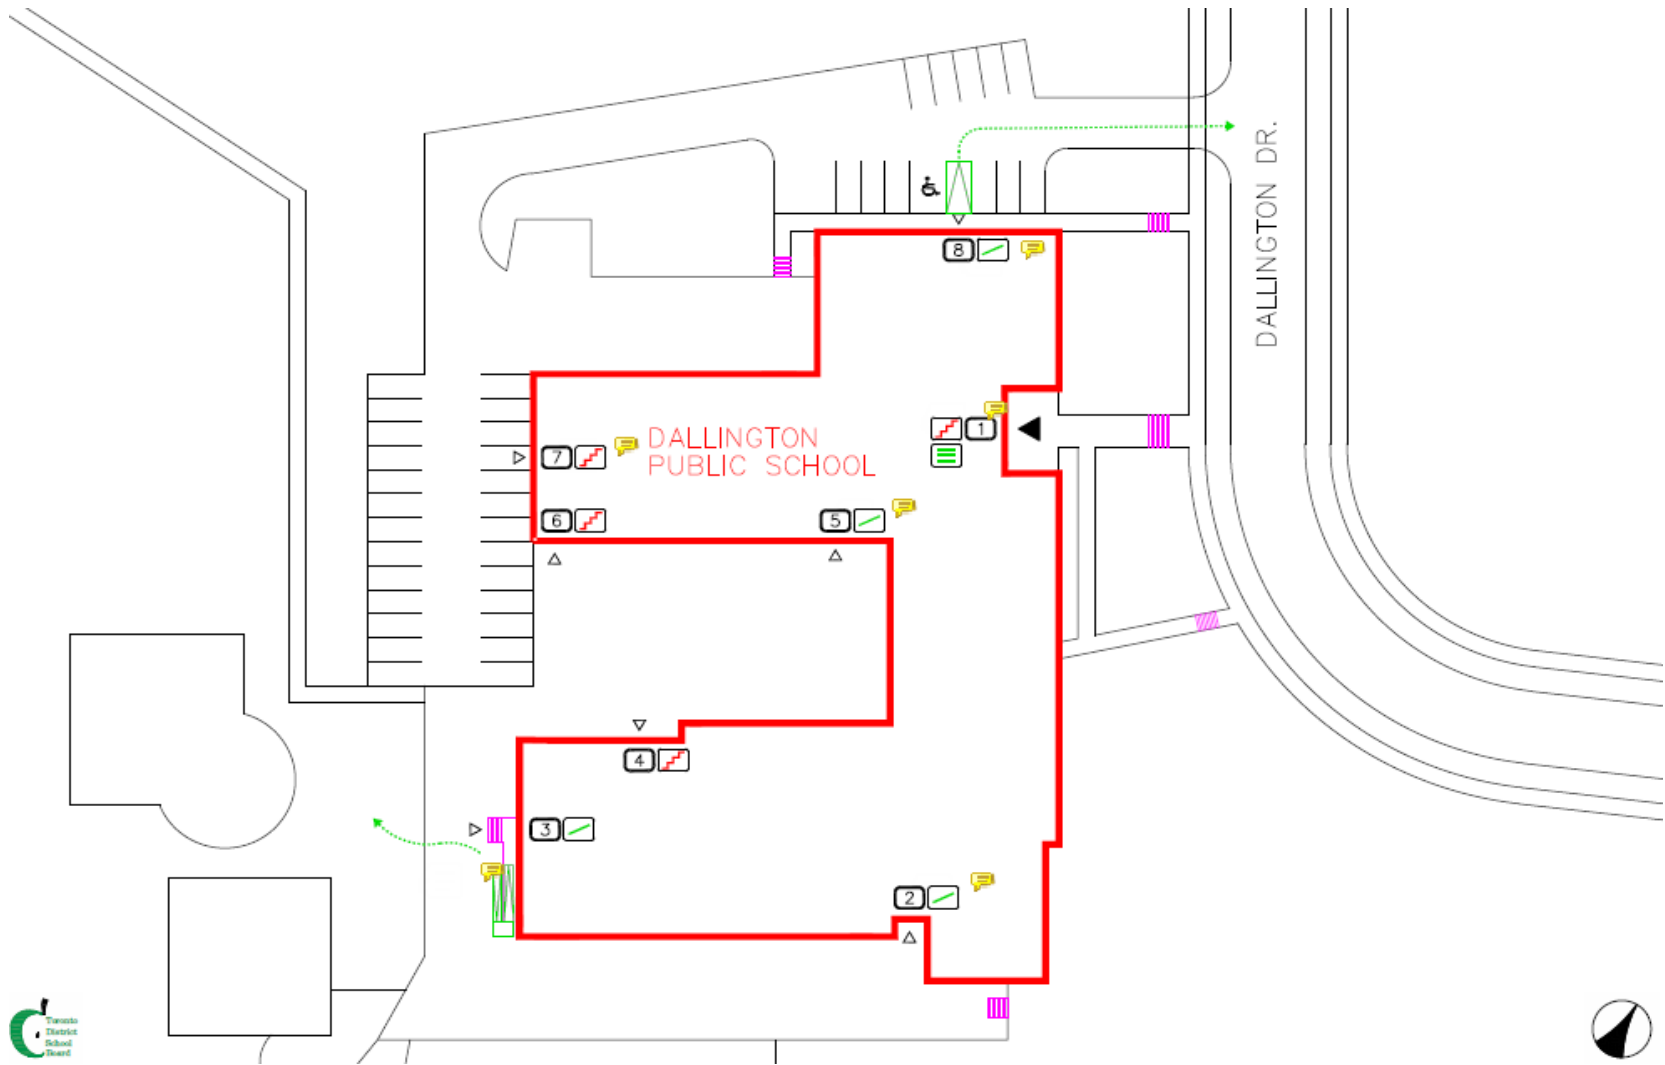 DALLINGTON DR.
8
1
DALLINGTON
PUBLIC SCHOOL
7
6
5
4
3
2
Toronto
District
School
Board